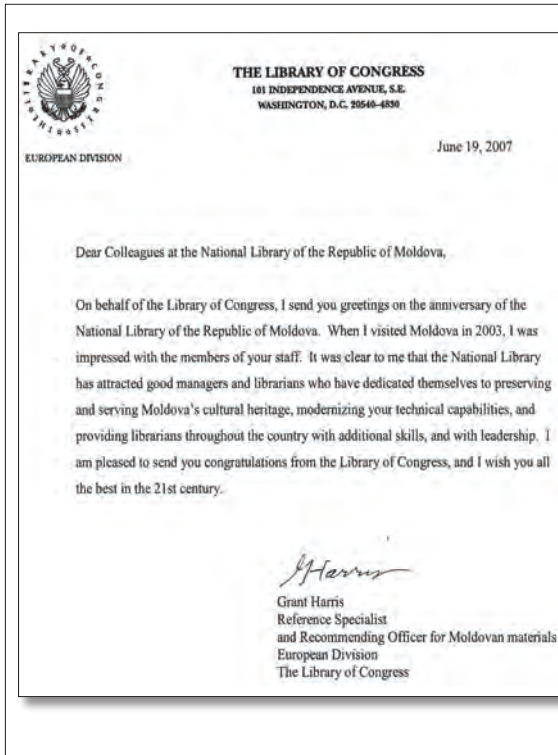 THE LIBRARY OF CONGRESS
THE LIBRARY OF CONGRESS
101 INDEPENDENCE AVENUE, S.E.
WASHINGTON, D.C. 20540-4830
EUROPEAN DIVISION
June 19, 2007
Dear Colleagues at the National Library of the Republic of Moldova,
On behalf of the Library of Congress, I send you greetings on the anniversary of the
National Library of the Republic of Moldova. When I visited Moldova in 2003, I was
impressed with the members of your staff. It was clear to me that the National Library
has attracted good managers and librarians who have dedicated themselves to preserving
and serving Moldova's cultural heritage, modernizing your technical capabilities, and
providing librarians throughout the country with additional skills, and with leadership. I
am pleased to send you congratulations from the Library of Congress, and I wish you all
the best in the 21st century.
GHarris
Grant Harris
Reference Specialist
and Recommending Officer for Moldovan materials
European Division
The Library of Congress